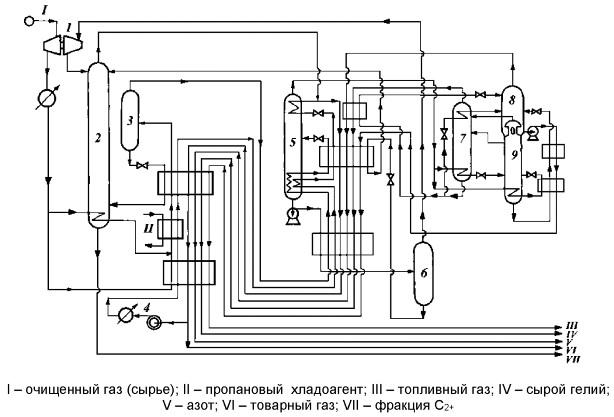 I
1
8
3
2
5
7
9
II
6
4
III
IV
V
VI
VII
I – очищенный газ (сырье); II – пропановый хладоагент; III – топливный газ; IV – сырой гелий;
V – азот; VI – товарный газ; VII – фракция C2+